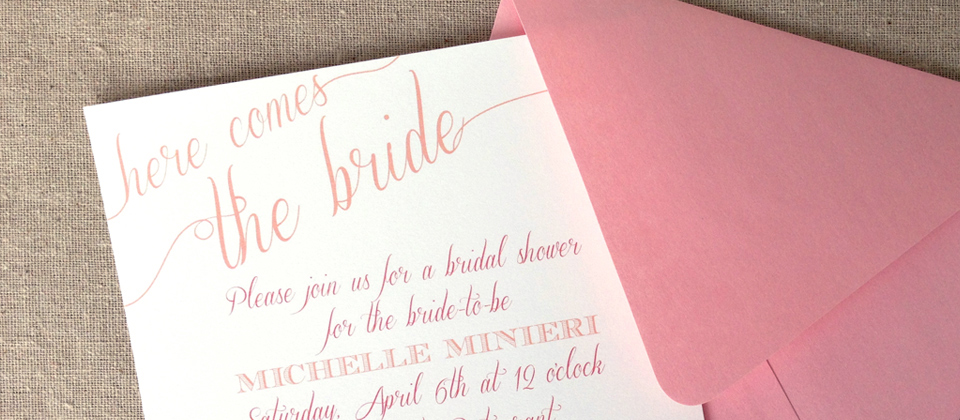 here comes
the bride
Please join us for a bridal shower
for the bride-to-be
MICHELLE MINIERI
Saturday, April 6th at 12 o'clock